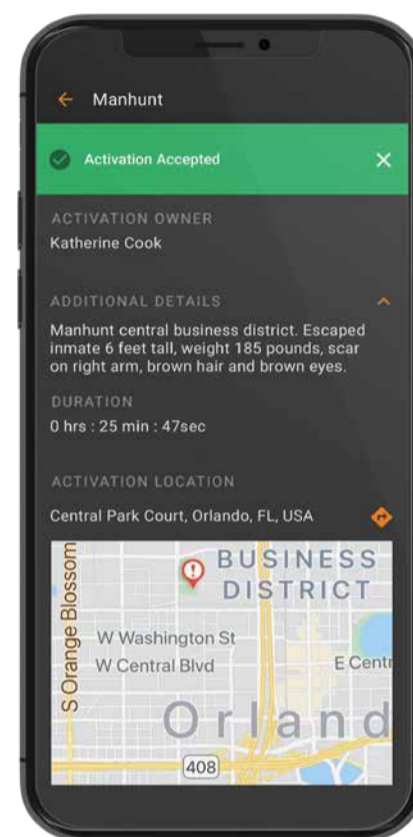 Manhunt
Activation Accepted
ACTIVATION OWNER
Katherine Cook
ADDITIONAL DETAILS
Manhunt central business district. Escaped
inmate 6 feet tall, weight 185 pounds, scar
on right arm, brown hair and brown eyes.
DURATION
0 hrs : 25 min : 47sec
ACTIVATION LOCATION
Central Park Court, Orlando, FL, USA
BUSINESS
DISTRICT
S Orange Blossom
W Washington St
W Central Blvd
E Centr
Orland
408